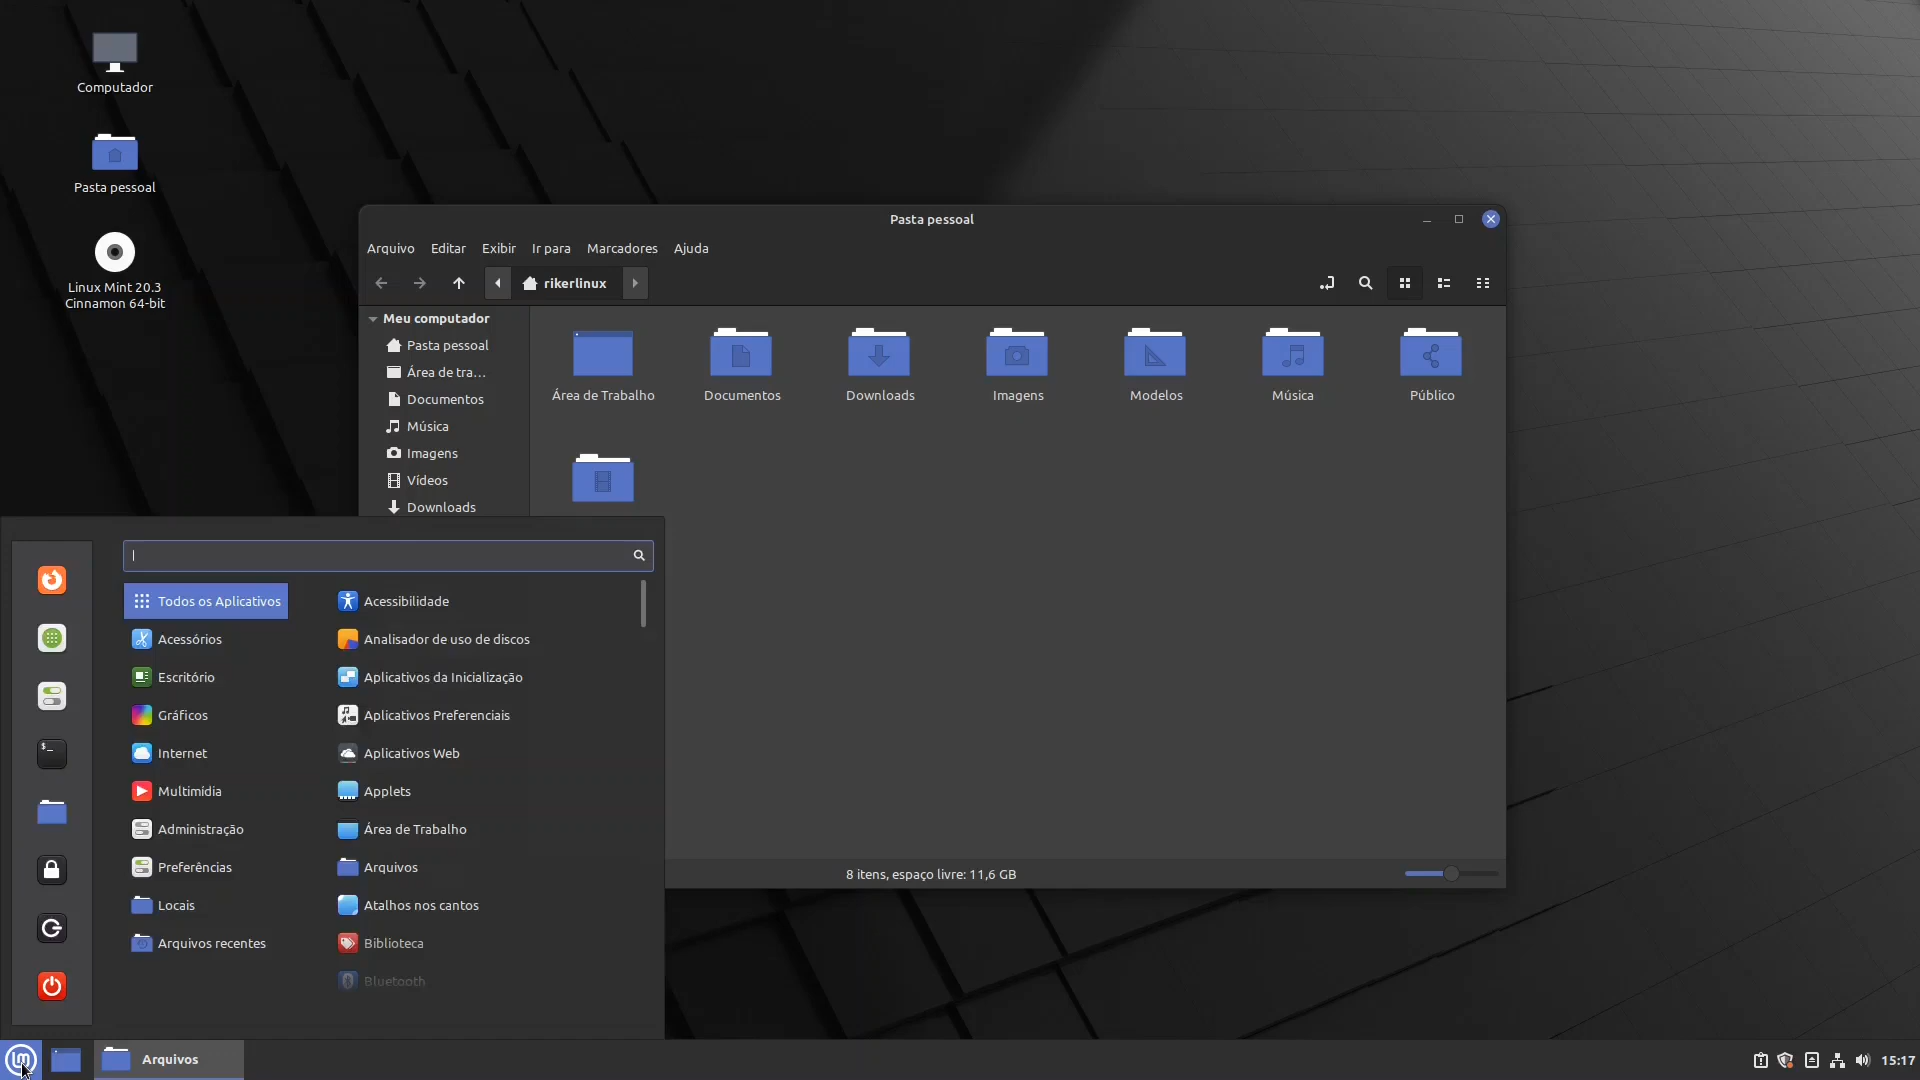 Computador
Pasta pessoal
Linux Mint 20.3
Cinnamon 64-bit
Pasta pessoal
Arquivo Editar Exibir Ir para Marcadores Ajuda
rikerlinux
Meu computador
Pasta pessoal
Área de tra...
Documentos
Música
Imagens
Vídeos
Downloads
Área de Trabalho
Documentos
Downloads
Imagens
Modelos
Música
Público
8 itens, espaço livre: 11,6 GB
Todos os Aplicativos
Acessórios
Escritório
Gráficos
Internet
Multimídia
Administração
Preferências
Locais
Arquivos recentes
Acessibilidade
Analisador de uso de discos
Aplicativos da Inicialização
Aplicativos Preferenciais
Aplicativos Web
Applets
Área de Trabalho
Arquivos
Atalhos nos cantos
Biblioteca
Bluetooth
Arquivos
15:17